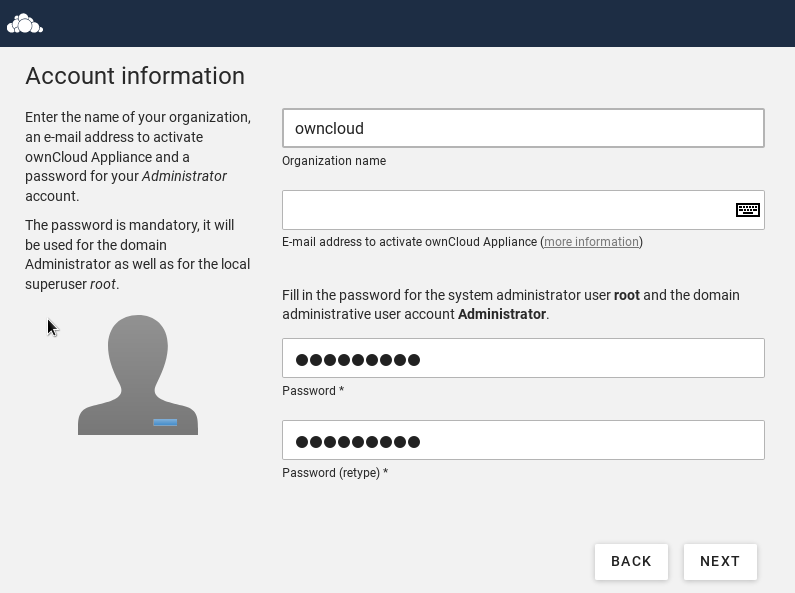 Account information
Enter the name of your organization,
an e-mail address to activate
ownCloud Appliance and a
password for your Administrator
account.
The password is mandatory, it will
be used for the domain
Administrator as well as for the local
superuser root.
owncloud
Organization name
E-mail address to activate ownCloud Appliance (more information)
Fill in the password for the system administrator user root and the domain
administrative user account Administrator.
●●●●●●●●●
Password *
●●●●●●●●●
Password (retype) *
BACK
NEXT